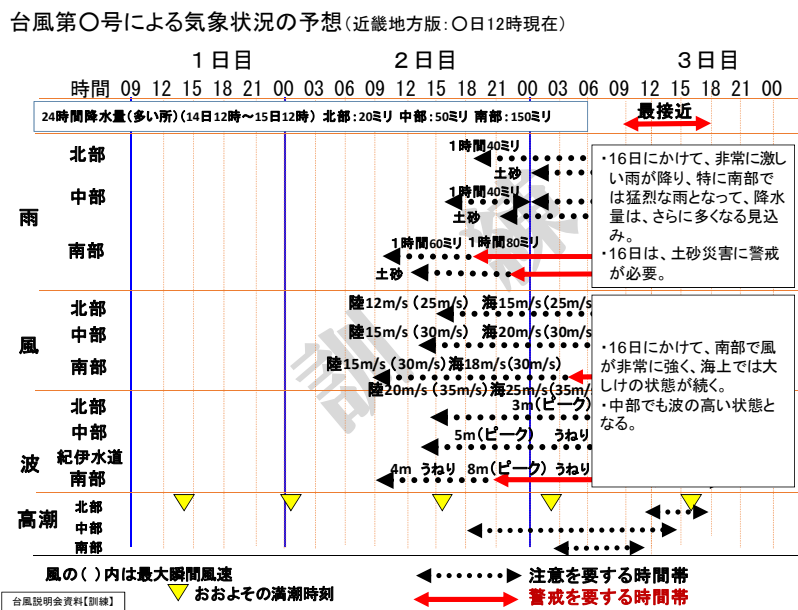 台風第〇号による気象状況の予想(近畿地方版:〇日12時現在)
1日目 2日目 3日目
時間 09 12 15 18 21 00 03 06 09 12 15 18 21 00 03 06 09 12 15 18 21 00
24時間降水量(多い所)(14日12時～15日12時) 北部:20ミリ 中部:50ミリ 南部:150ミリ
最接近
雨
北部
1時間40ミリ
土砂
中部
1時間40ミリ
土砂
南部
1時間60ミリ 1時間80ミリ
土砂
・16日にかけて、非常に激し
い雨が降り、特に南部で
は猛烈な雨となって、降水
量は、さらに多くなる見込
み。
・16日は、土砂災害に警戒
が必要。
風
北部
陸12m/s (25m/s) 海15m/s(25m/s
中部
陸15m/s (30m/s) 海20m/s(30m/s
南部
陸15m/s (30m/s)海18m/s(30m/s)
陸20m/s (35m/s)海25m/s(35m/s
・16日にかけて、南部で風
が非常に強く、海上では大
しけの状態が続く。
・中部でも波の高い状態と
なる。
波
北部
3m(ピーク)
中部
5m(ピーク) うねり
紀伊水道
南部
4m うねり 8m(ピーク) うねり
高潮
北部
中部
南部
訓練
風の( )内は最大瞬間風速
おおよその満潮時刻
注意を要する時間帯
警戒を要する時間帯
台風説明会資料【訓練】